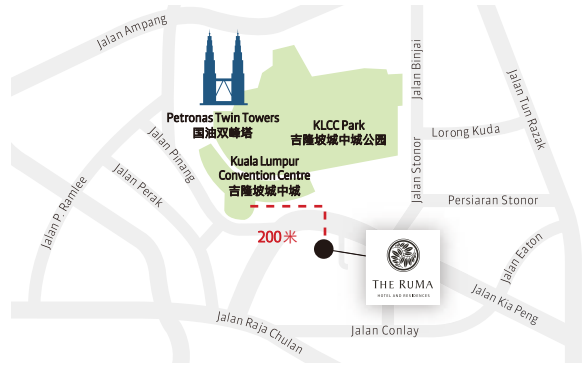 Jalan Ampang
Jalan Binjai
Jalan Tun Razak
Petronas Twin Towers
国油双峰塔
KLCC Park
吉隆坡城中城公园
Lorong Kuda
Jalan Pinang
Kuala Lumpur
Convention Centre
吉隆坡城中城
Jalan Stonor
Jalan Perak
Jalan P. Ramlee
Persiaran Stonor
200米
Jalan Eaton
THE RUMA
HOTEL AND RESIDENCES
Jalan Kia Peng
Jalan Raja Chulan
Jalan Conlay